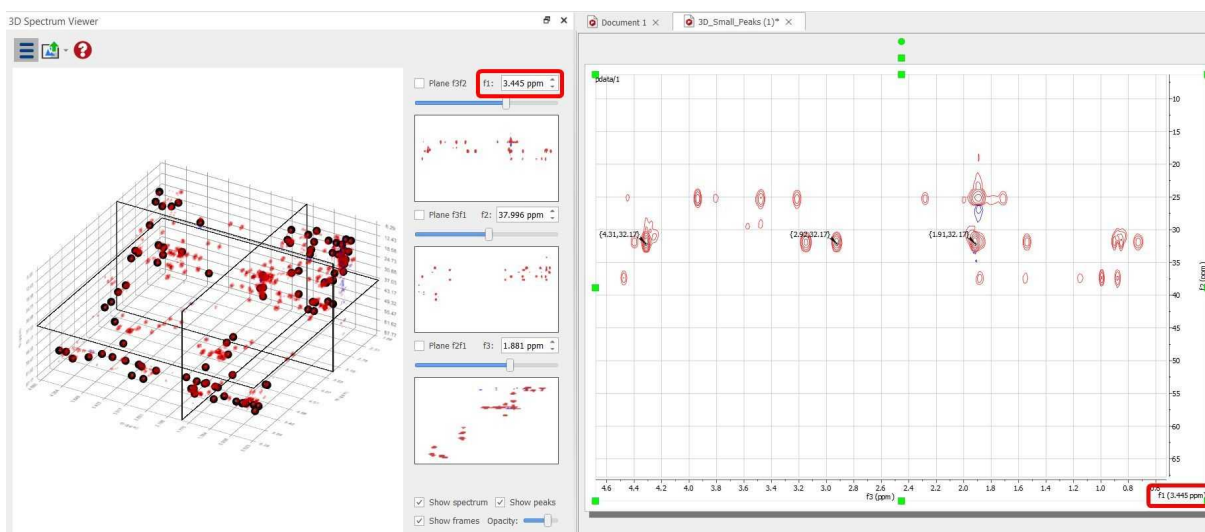 3D Spectrum Viewer
Document 1
3D_Small_Peaks (1)*
Plane f3f2 f1: 3.445 ppm
Plane f3f1 f2: 37.996 ppm
Plane f2f1 f3: 1.881 ppm
Show spectrum Show peaks
Show frames Opacity:
pdata/1
{4.31,32.17}
{2.92,32.17}
{1.91,32.17}
10
15
20
25
30
35
40
45
50
55
60
65
f2 (ppm)
4.6 4.4 4.2 4.0 3.8 3.6 3.4 3.2 3.0 2.8 2.6 2.4 2.2 2.0 1.8 1.6 1.4 1.2 1.0 0.8 0.6
f3 (ppm)
f1 (3.445 ppm)